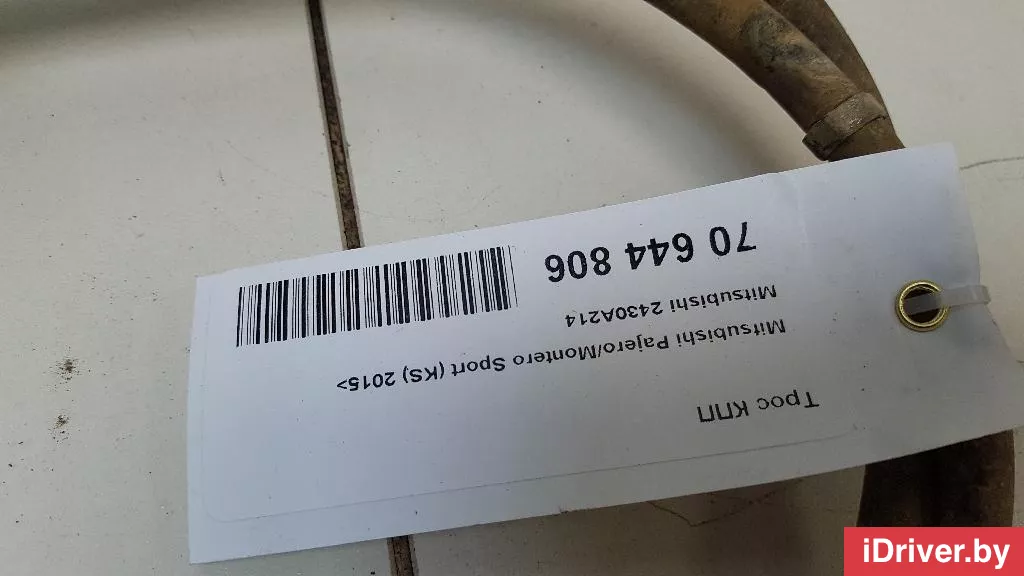 Трос КПП
Mitsubishi Pajero/Montero Sport (KS) 2015>
Mitsubishi 2430A214
70 644 806
iDriver.by